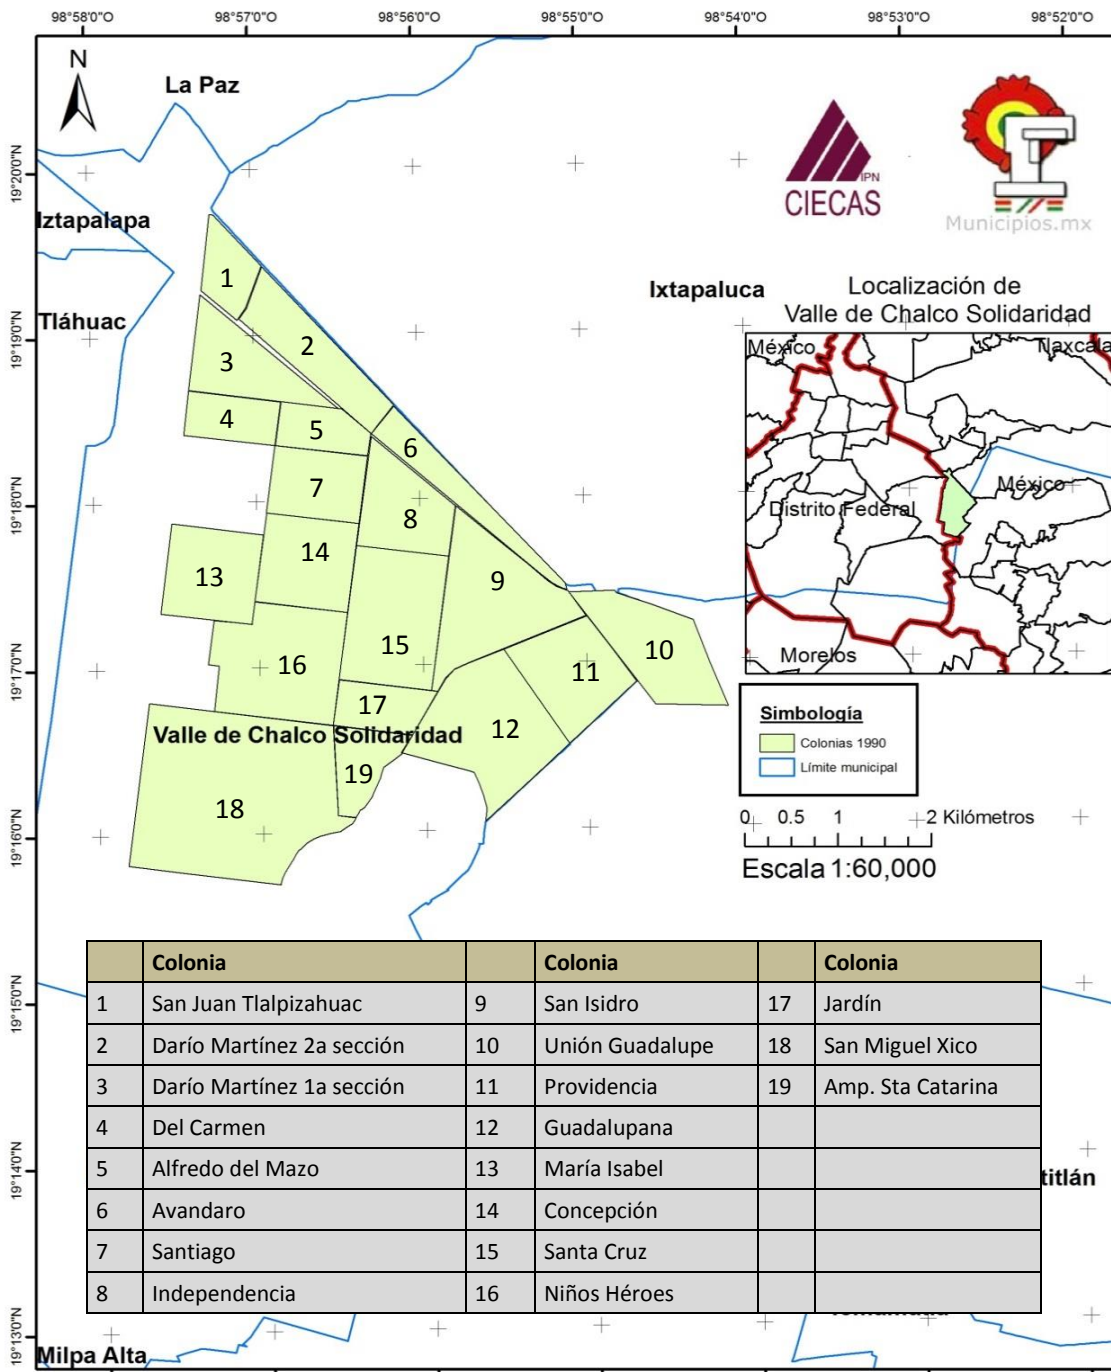 98°58'0"O 98°57'0"O 98°56'0"O 98°55'0"O 98°54'0"O 98°53'0"O 98°52'0"O
N
La Paz
19°20'0"N
IPN
CIECAS
Municipios.mx
Iztapalapa
Ixtapaluca
Localización de
Valle de Chalco Solidaridad
Tláhuac
19°19'0"N
México
Tlaxcala
México
Distrito Federal
Morelos
1
2
3
4
5
6
7
8
19°18'0"N
14
13
9
15
10
16
11
19°17'0"N
17
12
Valle de Chalco Solidaridad
19
18
19°16'0"N
Simbología
Colonias 1990
Límite municipal
0 0.5 1 2 Kilómetros
Escala 1:60,000
Colonia Colonia Colonia
1 San Juan Tlalpizahuac 9 San Isidro 17 Jardín
2 Darío Martínez 2a sección 10 Unión Guadalupe 18 San Miguel Xico
3 Darío Martínez 1a sección 11 Providencia 19 Amp. Sta Catarina
4 Del Carmen 12 Guadalupana
5 Alfredo del Mazo 13 María Isabel
6 Avandaro 14 Concepción
7 Santiago 15 Santa Cruz
8 Independencia 16 Niños Héroes
19°15'0"N
19°14'0"N
titlán
19°13'0"N
Milpa Alta